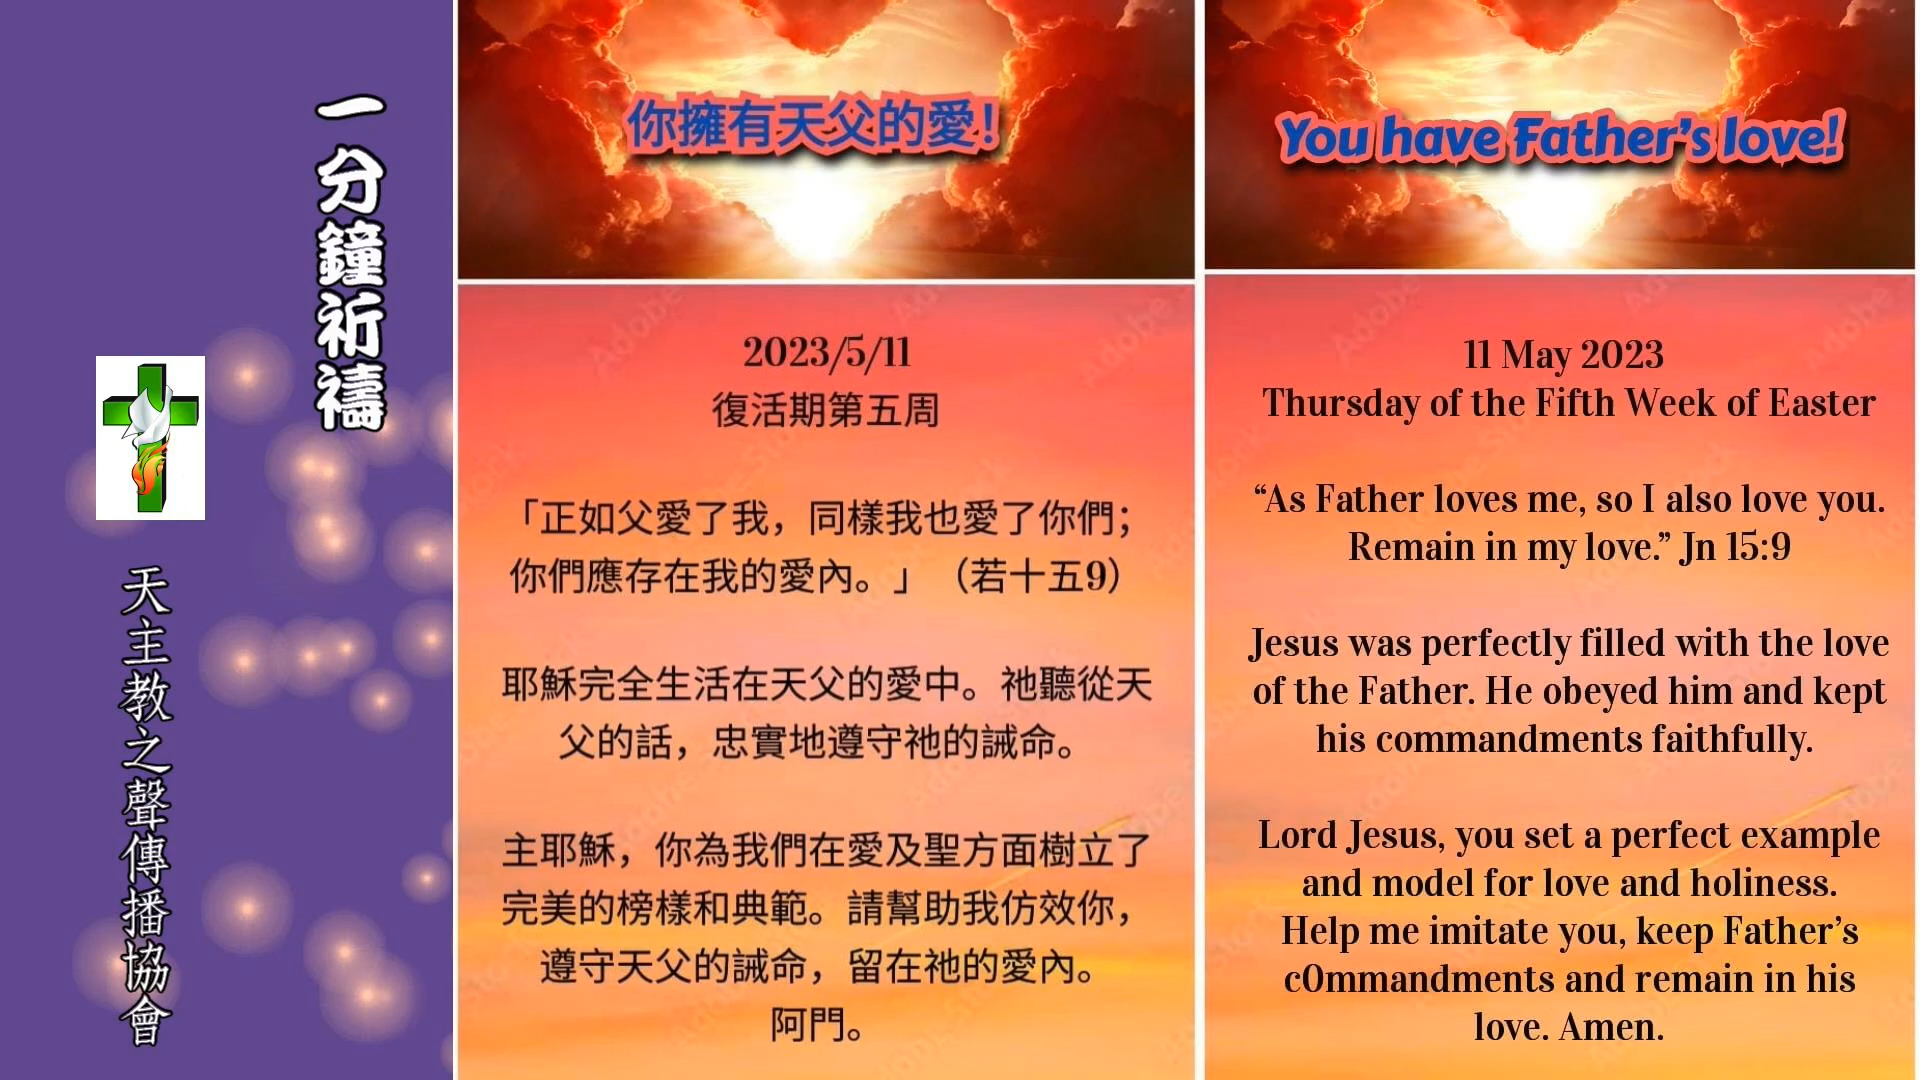 一分鐘祈禱
天主教之聲傳播協會
你擁有天父的愛!
2023/5/11
復活期第五周
「正如父愛了我，同樣我也愛了你們；
你們應存在我的愛內。」（若十五9）
耶穌完全生活在天父的愛中。祂聽從天
父的話，忠實地遵守祂的誡命。
主耶穌，你為我們在愛及聖方面樹立了
完美的榜樣和典範。請幫助我仿效你，
遵守天父的誡命，留在祂的愛內。
阿門。
You have Father's love!
11 May 2023
Thursday of the Fifth Week of Easter
“As Father loves me, so I also love you.
Remain in my love.” Jn 15:9
Jesus was perfectly filled with the love
of the Father. He obeyed him and kept
his commandments faithfully.
Lord Jesus, you set a perfect example
and model for love and holiness.
Help me imitate you, keep Father’s
cOmmandments and remain in his
love. Amen.